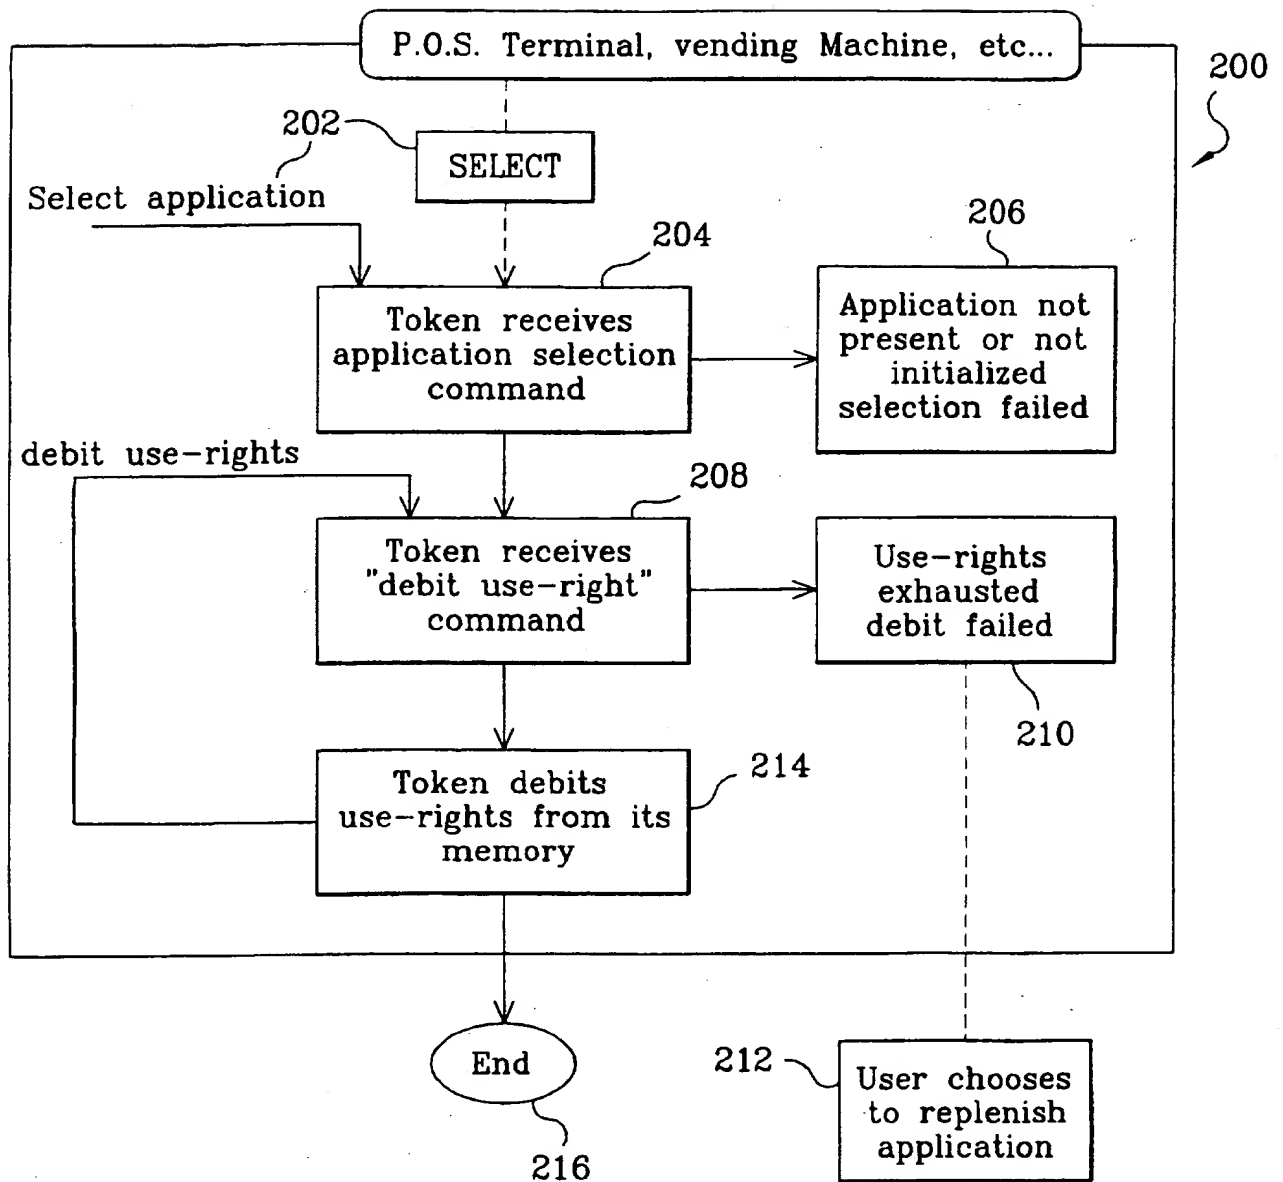 P.O.S. Terminal, vending Machine, etc...
200
202
SELECT
Select application
204
206
Token receives
application selection
command
Application not
present or not
initialized
selection failed
debit use-rights
208
Token receives
"debit use-right"
command
Use-rights
exhausted
debit failed
210
214
Token debits
use-rights from its
memory
End
216
212
User chooses
to replenish
application